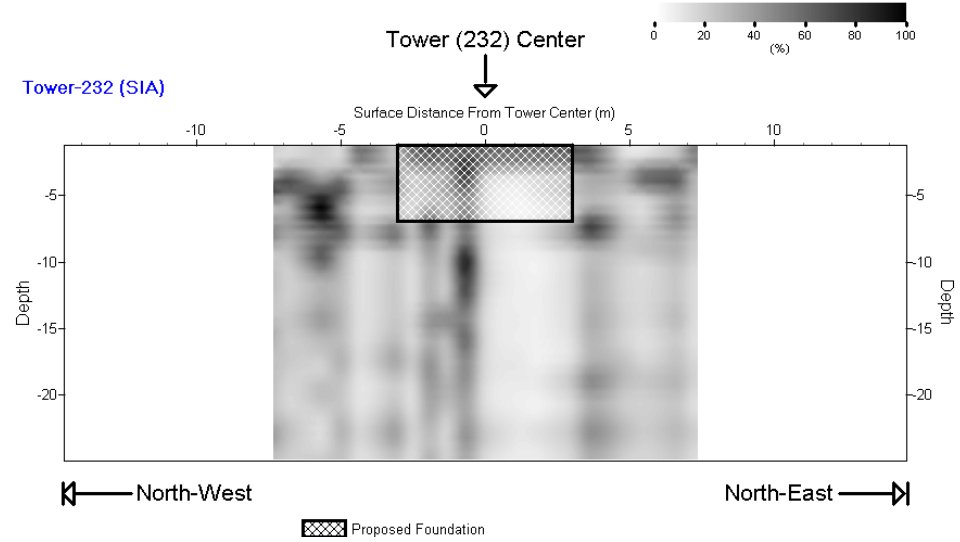 0 20 40 60 80 100
(%)
Tower (232) Center
Tower-232 (SIA)
Surface Distance From Tower Center (m)
-10 -5 0 5 10
-5 -5
-10 -10
-15 -15
-20 -20
Depth
Depth
North-West North-East
Proposed Foundation